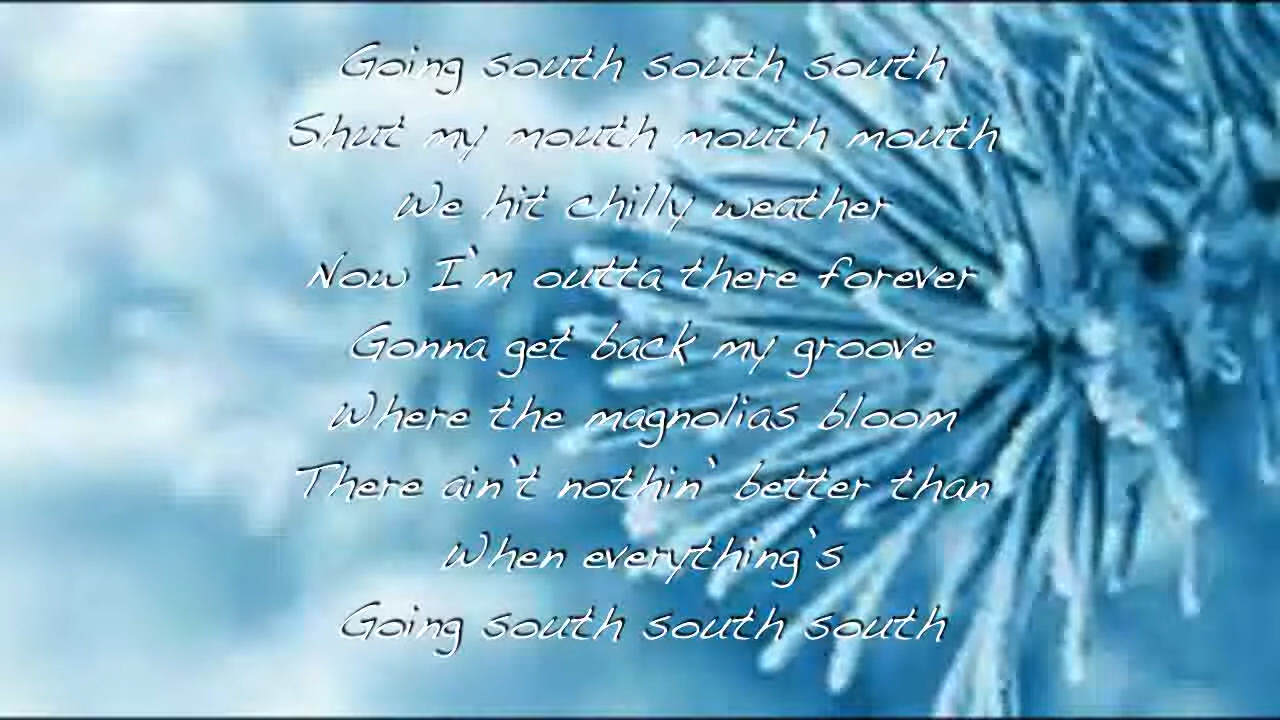 Going south south south
Shut my mouth mouth mouth
We hit chilly weather
Now I'm outta there forever
Gonna get back my groove
Where the magnolias bloom
There ain't nothin' better than
When everything's
Going south south south